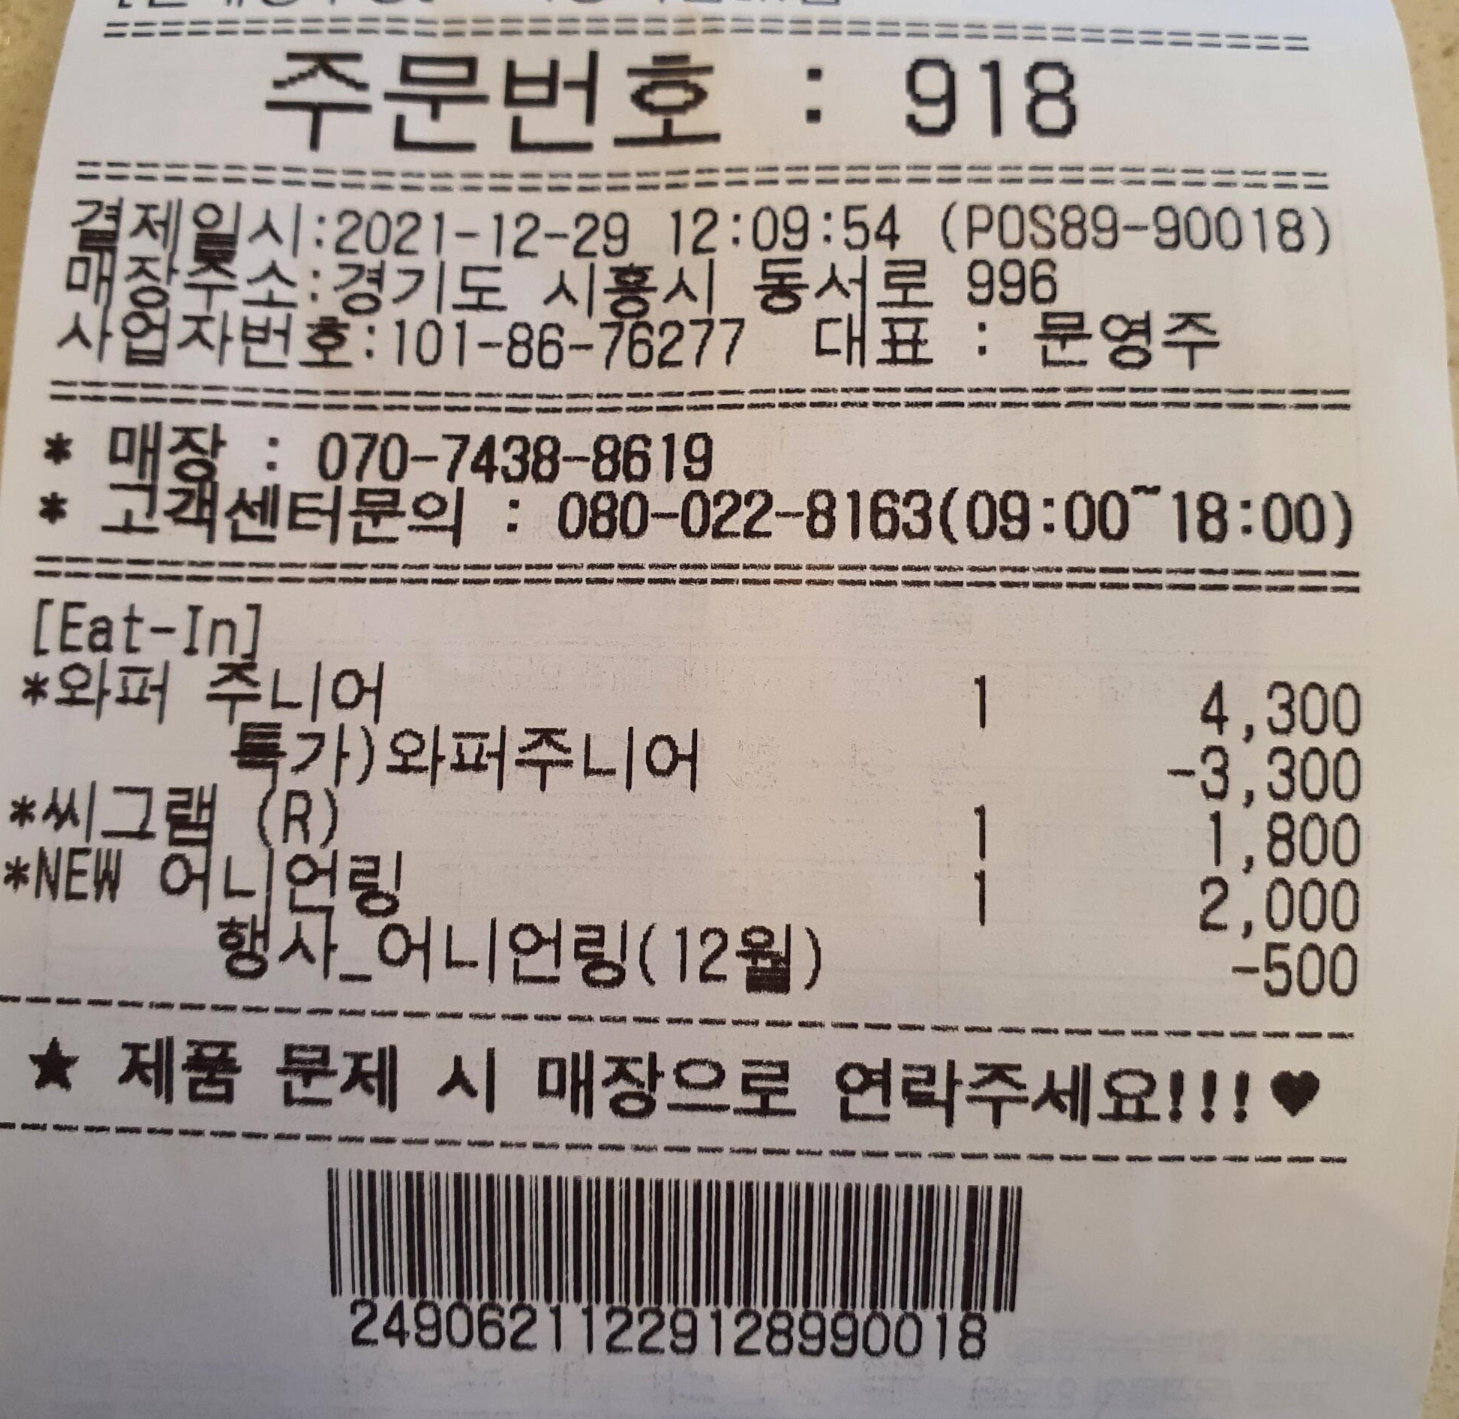 주문번호 : 918
결제일시:2021-12-29 12:09:54 (POS89-90018)
매장주소:경기도 시흥시 동서로 996
사업자번호:101-86-76277 대표 : 문영주
* 매장 : 070-7438-8619
* 고객센터문의 : 080-022-8163(09:00~18:00)
[Eat-In]
*와퍼 주니어 1 4,300
특가)와퍼주니어 -3,300
*씨그램 (R) 1 1,800
*NEW 어니언링 1 2,000
행사_어니언링(12월) -500
★ 제품 문제 시 매장으로 연락주세요!!!♥
24906211229128990018